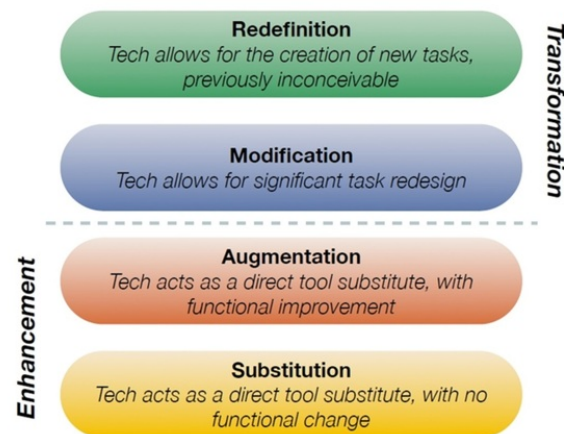 Redefinition
Tech allows for the creation of new tasks,
previously inconceivable
Transformation
Modification
Tech allows for significant task redesign
Augmentation
Tech acts as a direct tool substitute, with
functional improvement
Enhancement
Substitution
Tech acts as a direct tool substitute, with no
functional change